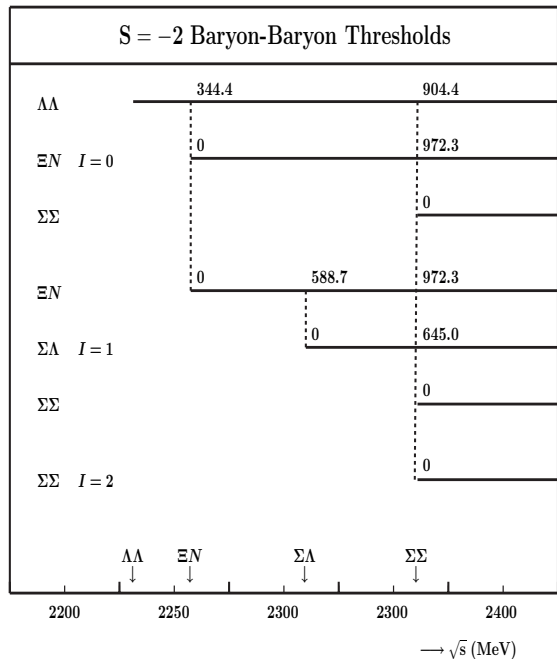 S = −2 Baryon-Baryon Thresholds
344.4 904.4
ΛΛ
0 972.3
ΞN I = 0
0
ΣΣ
0 588.7 972.3
ΞN
0 645.0
ΣΛ I = 1
0
ΣΣ
0
ΣΣ I = 2
ΛΛ ΞN ΣΛ ΣΣ
↓ ↓ ↓ ↓
2200 2250 2300 2300 2400
⟶ √s (MeV)